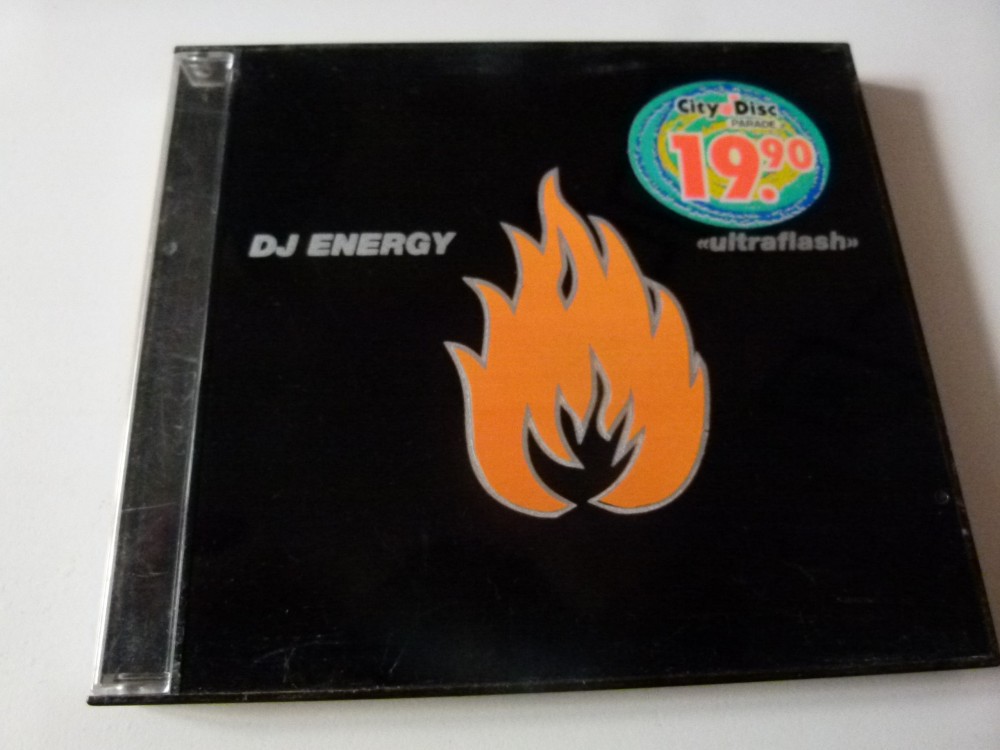 City Disc
PARADE
19.90
DJ ENERGY
«ultraflash»